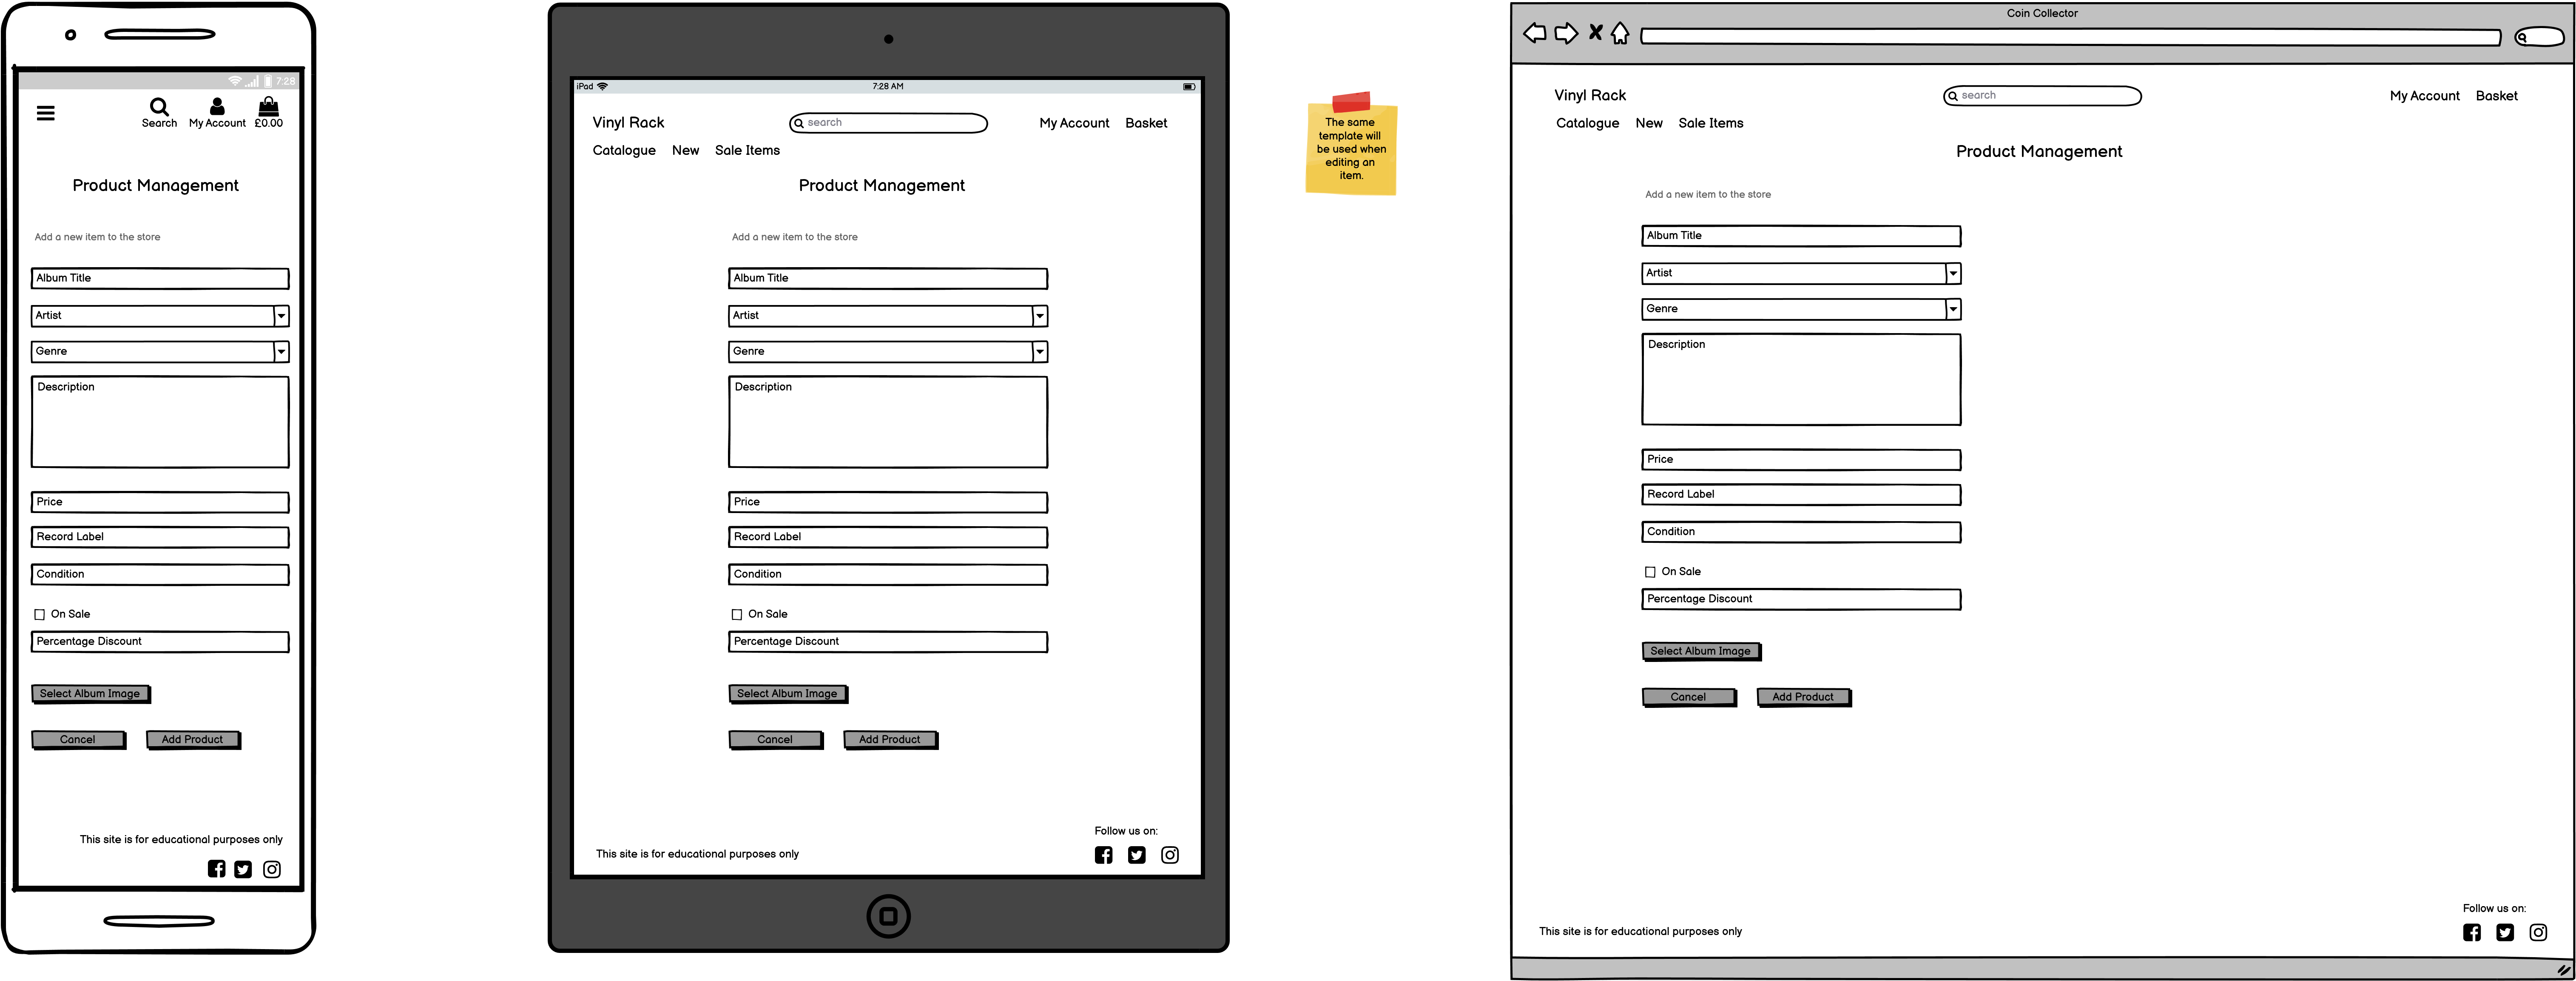 7:28
Search
My Account
£0.00
Product Management
Add a new item to the store
Album Title
Artist
Genre
Description
Price
Record Label
Condition
On Sale
Percentage Discount
Select Album Image
Cancel
Add Product
This site is for educational purposes only
iPad
7:28 AM
Vinyl Rack
search
My Account
Basket
Catalogue
New
Sale Items
Product Management
Add a new item to the store
Album Title
Artist
Genre
Description
Price
Record Label
Condition
On Sale
Percentage Discount
Select Album Image
Cancel
Add Product
Follow us on:
This site is for educational purposes only
The same
template will
be used when
editing an
item.
Coin Collector
Vinyl Rack
search
My Account
Basket
Catalogue
New
Sale Items
Product Management
Add a new item to the store
Album Title
Artist
Genre
Description
Price
Record Label
Condition
On Sale
Percentage Discount
Select Album Image
Cancel
Add Product
Follow us on:
This site is for educational purposes only